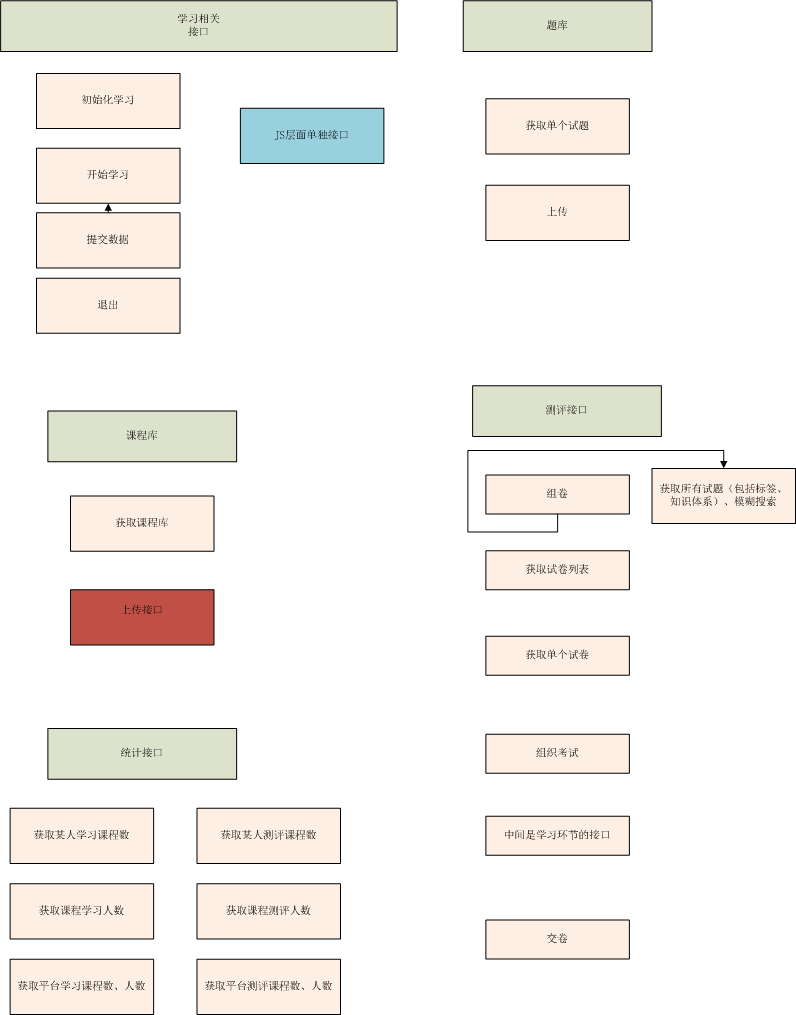 学习相关
接口
初始化学习
JS层面单独接口
开始学习
提交数据
退出
题库
获取单个试题
上传
课程库
获取课程库
上传接口
测评接口
组卷
获取所有试题（包括标签、
知识体系）、模糊搜索
获取试卷列表
获取单个试卷
组织考试
中间是学习环节的接口
交卷
统计接口
获取某人学习课程数
获取某人测评课程数
获取课程学习人数
获取课程测评人数
获取平台学习课程数、人数
获取平台测评课程数、人数